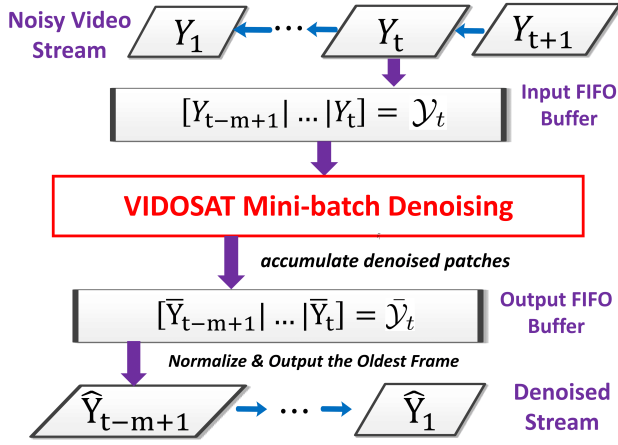 Noisy Video Stream
Y₁ ··· Yₜ Yₜ₊₁
[Yₜ₋ₘ₊₁| … |Yₜ] = 𝒴ₜ
Input FIFO Buffer
VIDOSAT Mini-batch Denoising
accumulate denoised patches
[Ȳₜ₋ₘ₊₁| … |Ȳₜ] = 𝒴̄ₜ
Output FIFO Buffer
Normalize & Output the Oldest Frame
Ŷₜ₋ₘ₊₁ ··· Ŷ₁
Denoised Stream